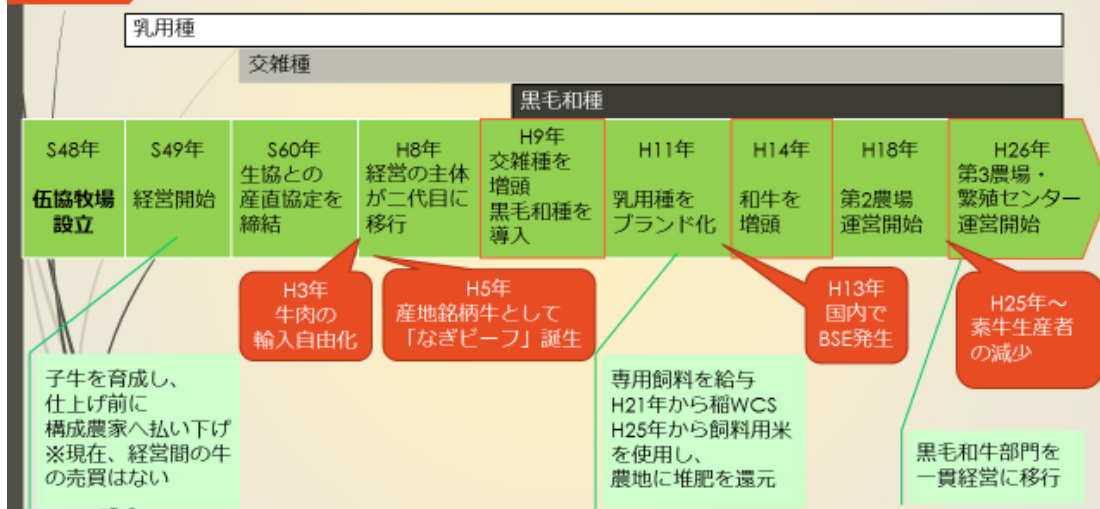 乳用種
交雑種
黒毛和種
S48年
伍協牧場
設立
S49年
経営開始
S60年
生協との
産直協定を
締結
H8年
経営の主体
が二代目に
移行
H9年
交雑種を
増頭
黒毛和種を
導入
H11年
乳用種を
ブランド化
H14年
和牛を
増頭
H18年
第2農場
運営開始
H26年
第3農場・
繁殖センター
運営開始
H3年
牛肉の
輸入自由化
H5年
産地銘柄牛として
「なぎビーフ」誕生
H13年
国内で
BSE発生
H25年～
素牛生産者
の減少
子牛を育成し、
仕上げ前に
構成農家へ払い下げ
※現在、経営間の牛
の売買はない
専用飼料を給与
H21年から稲WCS
H25年から飼料用米
を使用し、
農地に堆肥を還元
黒毛和牛部門を
一貫経営に移行